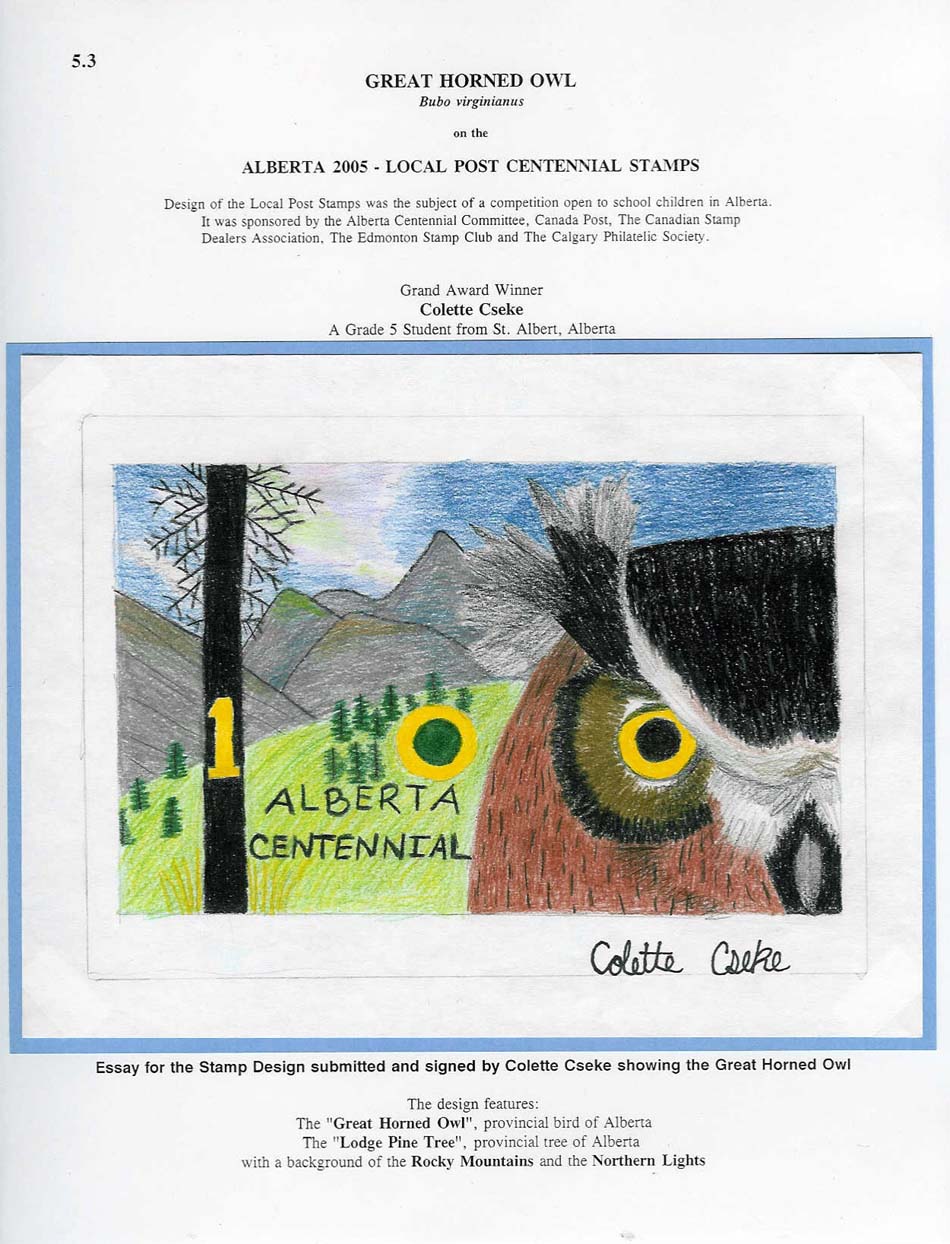 5.3
GREAT HORNED OWL
Bubo virginianus
on the
ALBERTA 2005 - LOCAL POST CENTENNIAL STAMPS
Design of the Local Post Stamps was the subject of a competition open to school children in Alberta.
It was sponsored by the Alberta Centennial Committee, Canada Post, The Canadian Stamp
Dealers Association, The Edmonton Stamp Club and The Calgary Philatelic Society.
Grand Award Winner
Colette Cseke
A Grade 5 Student from St. Albert, Alberta
1
ALBERTA
CENTENNIAL
Colette Cseke
Essay for the Stamp Design submitted and signed by Colette Cseke showing the Great Horned Owl
The design features:
The "Great Horned Owl", provincial bird of Alberta
The "Lodge Pine Tree", provincial tree of Alberta
with a background of the Rocky Mountains and the Northern Lights